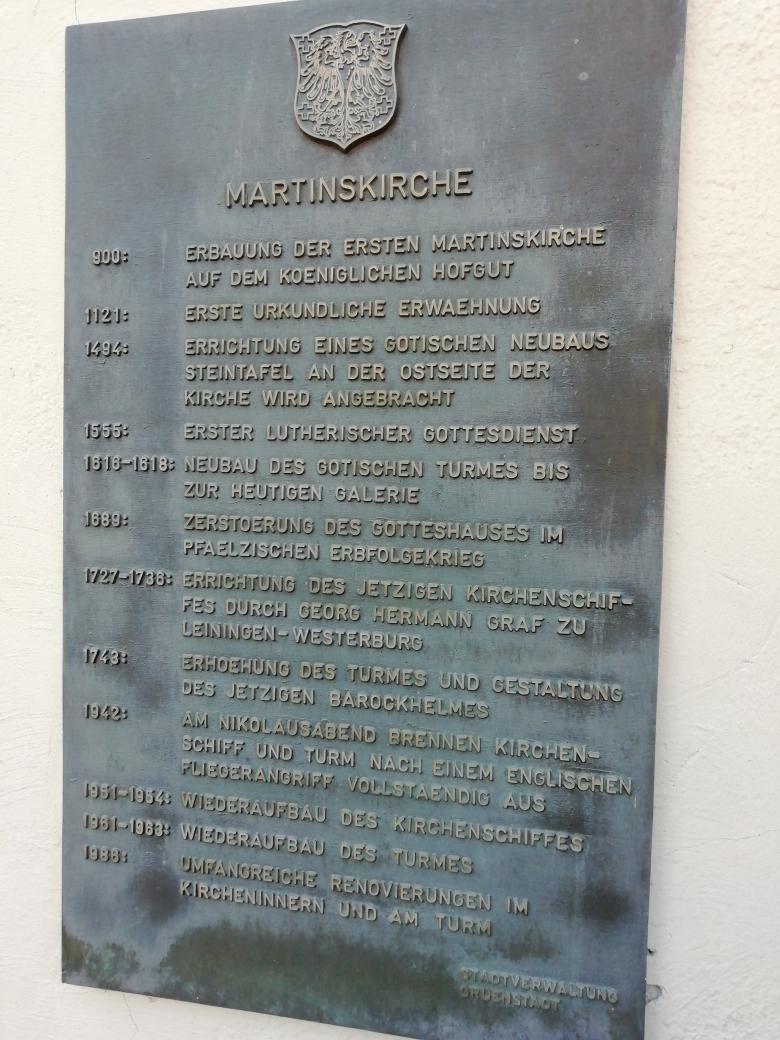 MARTINSKIRCHE
900: ERBAUUNG DER ERSTEN MARTINSKIRCHE
AUF DEM KOENIGLICHEN HOFGUT
1121: ERSTE URKUNDLICHE ERWAEHNUNG
1494: ERRICHTUNG EINES GOTISCHEN NEUBAUS
STEINTAFEL AN DER OSTSEITE DER
KIRCHE WIRD ANGEBRACHT
1555: ERSTER LUTHERISCHER GOTTESDIENST
1616-1618: NEUBAU DES GOTISCHEN TURMES BIS
ZUR HEUTIGEN GALERIE
1689: ZERSTOERUNG DES GOTTESHAUSES IM
PFAELZISCHEN ERBFOLGEKRIEG
1727-1736: ERRICHTUNG DES JETZIGEN KIRCHENSCHIF-
FES DURCH GEORG HERMANN GRAF ZU
LEININGEN-WESTERBURG
1743: ERHOEHUNG DES TURMES UND GESTALTUNG
DES JETZIGEN BAROCKHELMES
1942: AM NIKOLAUSABEND BRENNEN KIRCHEN-
SCHIFF UND TURM NACH EINEM ENGLISCHEN
FLIEGERANGRIFF VOLLSTAENDIG AUS
1951-1954: WIEDERAUFBAU DES KIRCHENSCHIFFES
1961-1963: WIEDERAUFBAU DES TURMES
1986: UMFANGREICHE RENOVIERUNGEN IM
KIRCHENINNERN UND AM TURM
STADTVERWALTUNG
GRUENSTADT